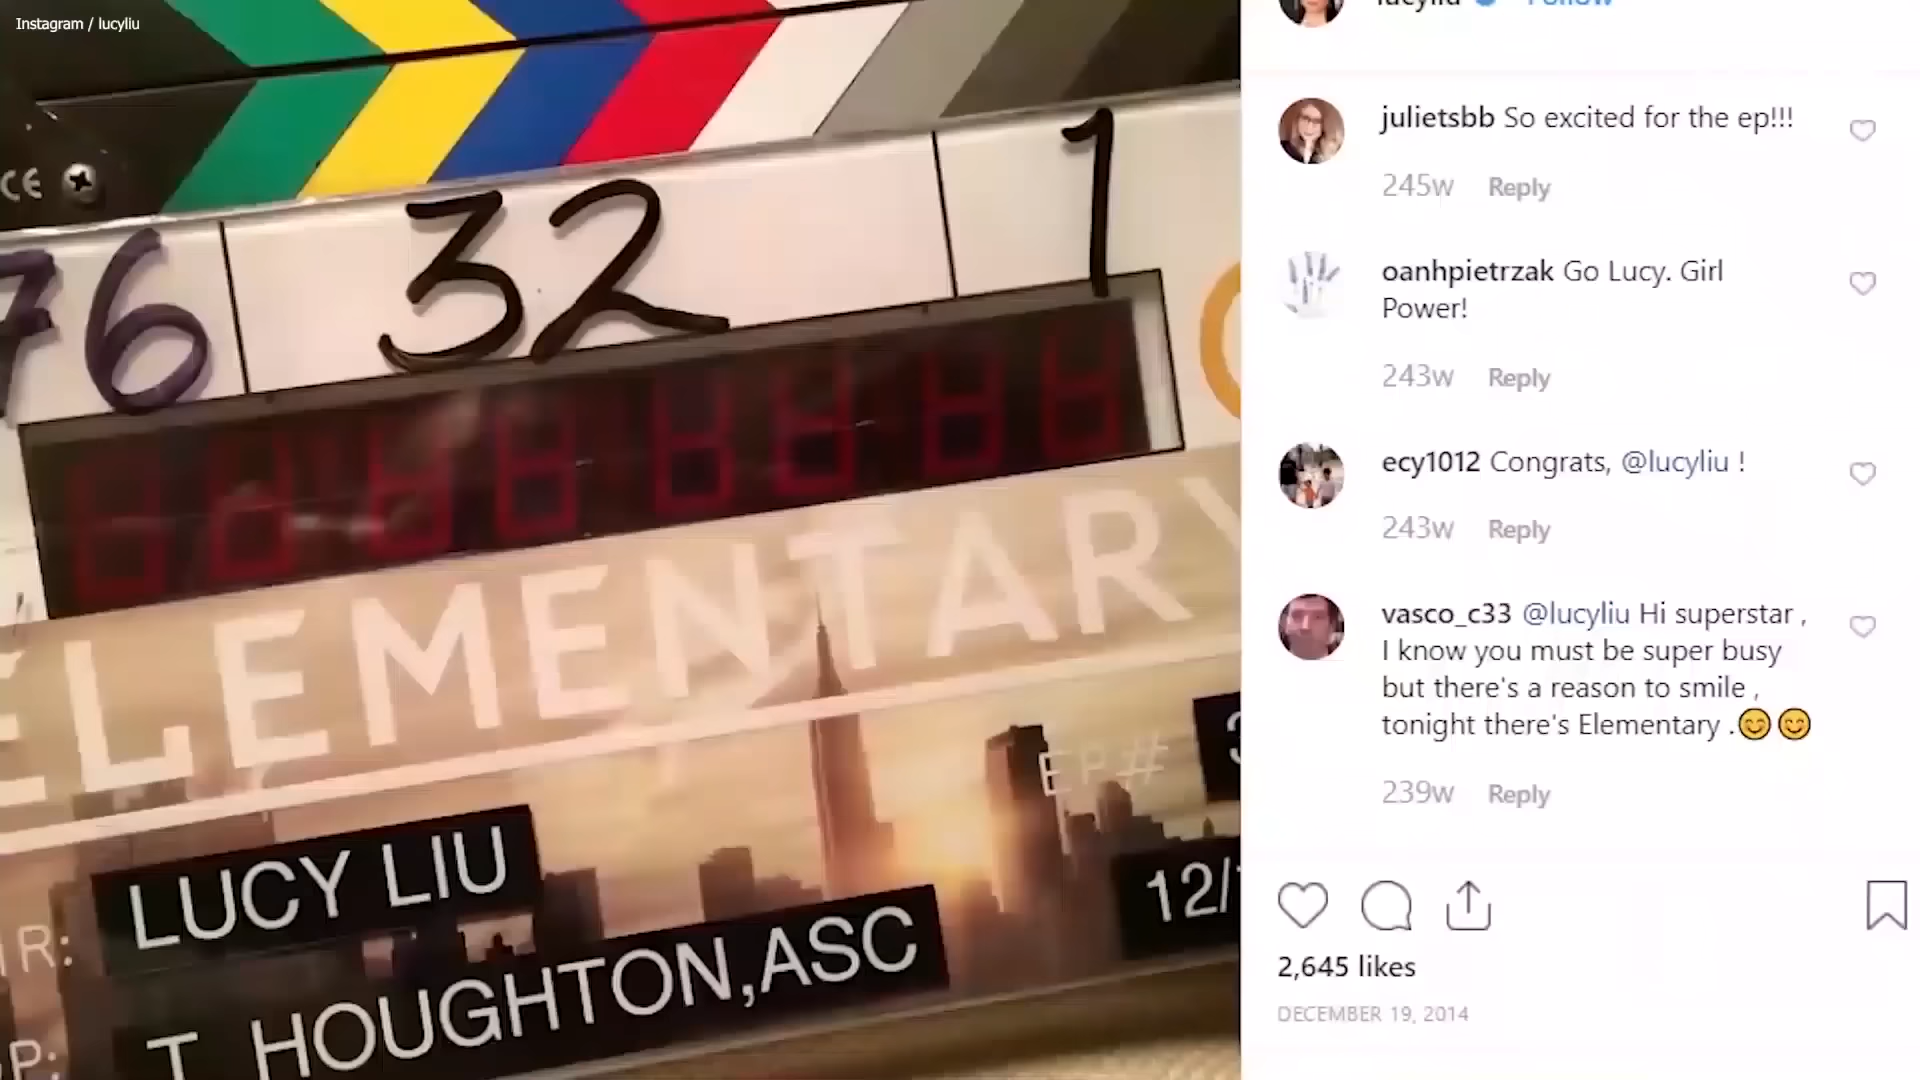 Instagram / lucyliu
CE
76
32
1
ELEMENTARY
EP#
LUCY LIU
12/
T HOUGHTON,ASC
lucyliu Follow
julietsbb So excited for the ep!!!
245w Reply
oanhpietrzak Go Lucy. Girl
Power!
243w Reply
ecy1012 Congrats, @lucyliu !
243w Reply
vasco_c33 @lucyliu Hi superstar ,
I know you must be super busy
but there's a reason to smile ,
tonight there's Elementary .😊😊
239w Reply
2,645 likes
DECEMBER 19, 2014